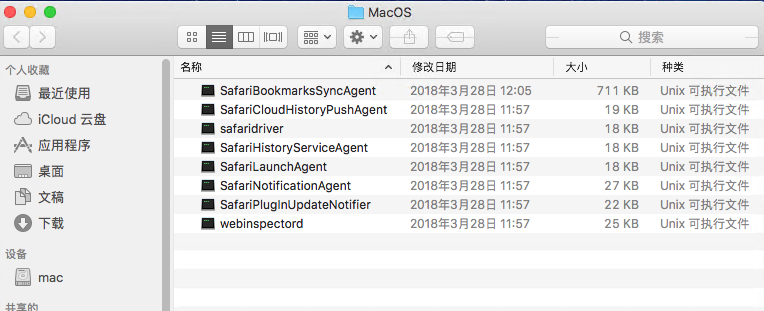 MacOS
搜索
个人收藏
最近使用
iCloud 云盘
应用程序
桌面
文稿
下载
设备
mac
共享的
名称 修改日期 大小 种类
SafariBookmarksSyncAgent 2018年3月28日 12:05 711 KB Unix 可执行文件
SafariCloudHistoryPushAgent 2018年3月28日 11:57 19 KB Unix 可执行文件
safaridriver 2018年3月28日 11:57 18 KB Unix 可执行文件
SafariHistoryServiceAgent 2018年3月28日 11:57 18 KB Unix 可执行文件
SafariLaunchAgent 2018年3月28日 11:57 18 KB Unix 可执行文件
SafariNotificationAgent 2018年3月28日 11:57 27 KB Unix 可执行文件
SafariPlugInUpdateNotifier 2018年3月28日 11:57 22 KB Unix 可执行文件
webinspectord 2018年3月28日 11:57 25 KB Unix 可执行文件